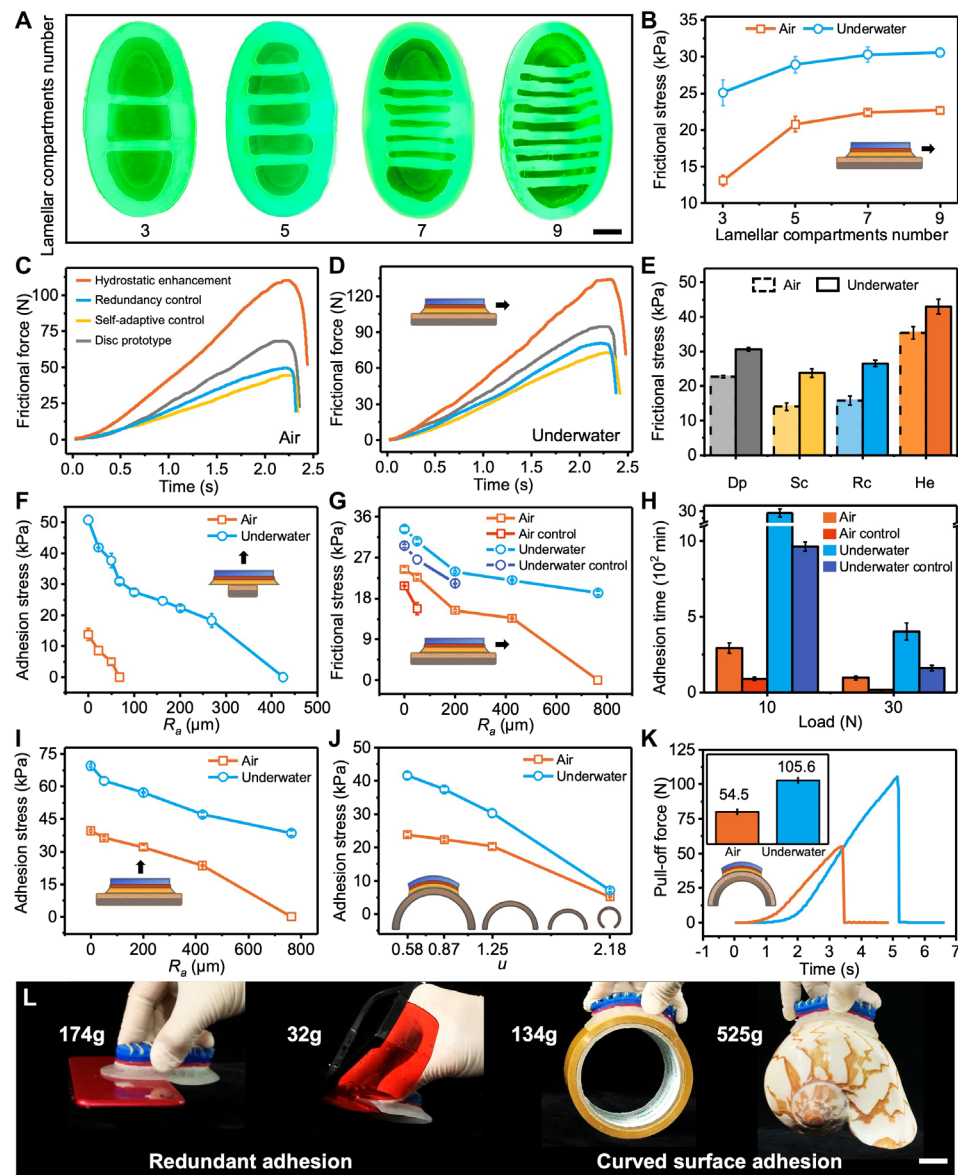 A
Lamellar compartments number
3 5 7 9
B
Air Underwater
Frictional stress (kPa)
35
30
25
20
15
10
3 5 7 9
Lamellar compartments number
C
Frictional force (N)
100
75
50
25
0
Hydrostatic enhancement
Redundancy control
Self-adaptive control
Disc prototype
Air
0.0 0.5 1.0 1.5 2.0 2.5
Time (s)
D
Frictional force (N)
120
90
60
30
0
Underwater
0.0 0.5 1.0 1.5 2.0 2.5
Time (s)
E
Frictional stress (kPa)
50
40
30
20
10
0
Air Underwater
Dp Sc Rc He
F
Adhesion stress (kPa)
50
40
30
20
10
0
Air
Underwater
0 100 200 300 400 500
Ra (µm)
G
Frictional stress (kPa)
36
27
18
9
0
Air
Air control
Underwater
Underwater control
0 200 400 600 800
Ra (µm)
H
Adhesion time (10² min)
30
5
0
Air
Air control
Underwater
Underwater control
10 30
Load (N)
I
Adhesion stress (kPa)
75
60
45
30
15
0
Air
Underwater
0 200 400 600 800
Ra (µm)
J
Adhesion stress (kPa)
50
40
30
20
10
0
Air
Underwater
0.58 0.87 1.25 2.18
u
K
Pull-off force (N)
125
100
75
50
25
0
54.5
105.6
Air Underwater
-1 0 1 2 3 4 5 6 7
Time (s)
L
174g 32g 134g 525g
Redundant adhesion Curved surface adhesion